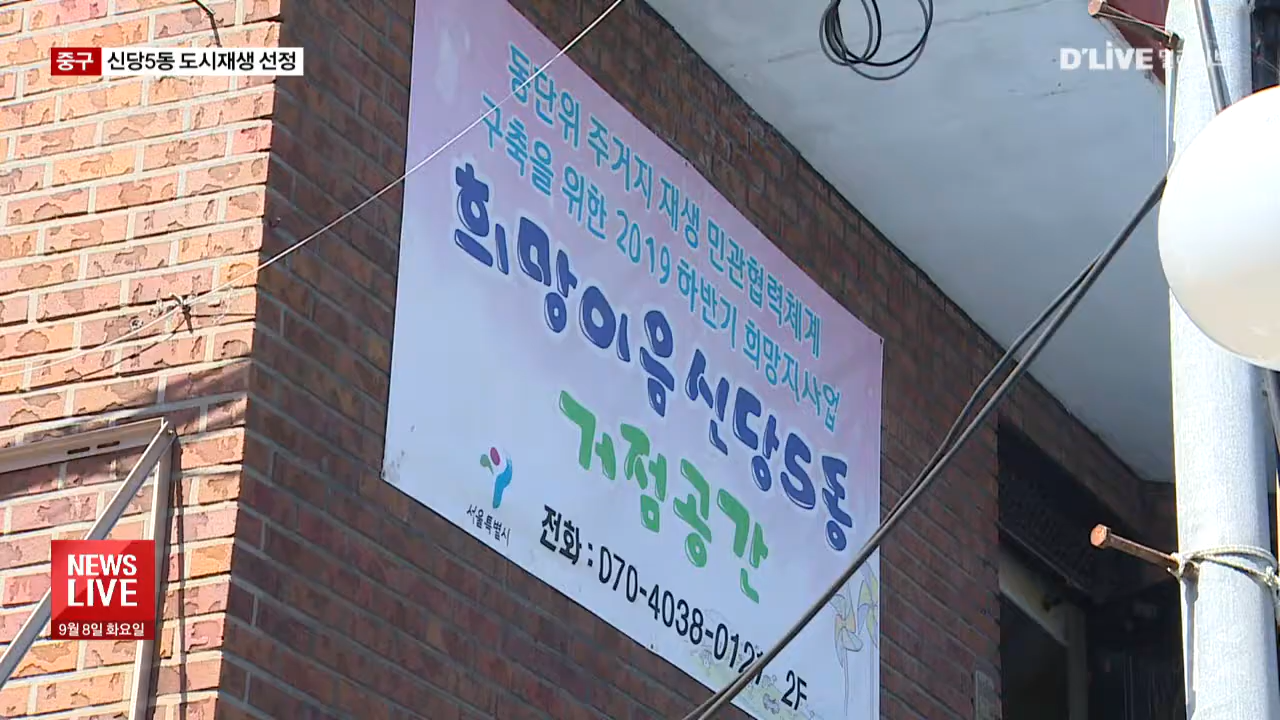 중구 신당5동 도시재생 선정
D'LIVE
동단위 주거지 재생 민관협력체계
구축을 위한 2019 하반기 희망지사업
희망이음신당5동
거점공간
서울특별시
전화 : 070-4038-0121 2F
NEWS
LIVE
9월 8일 화요일